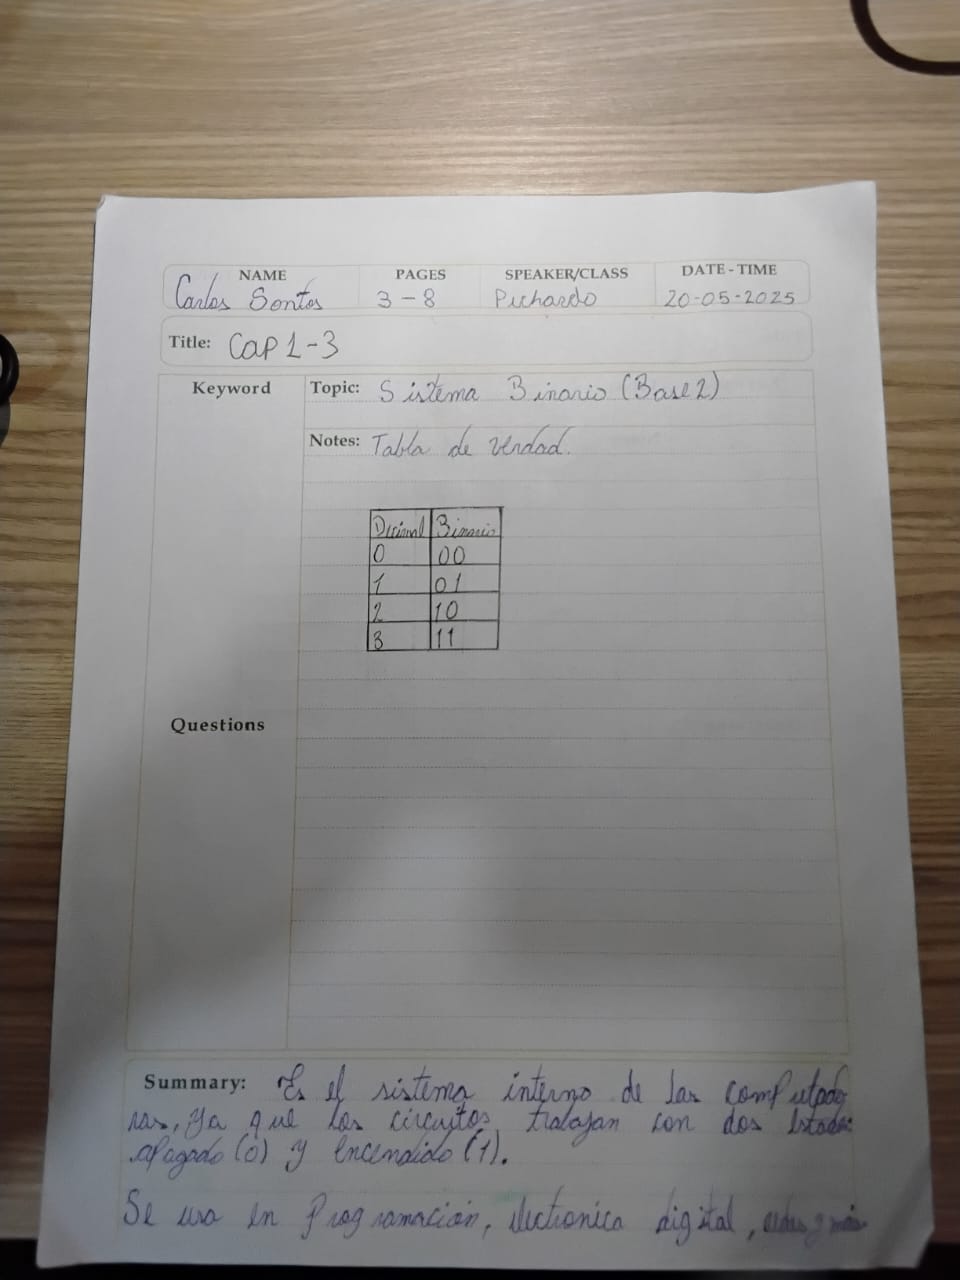 NAME PAGES SPEAKER/CLASS DATE - TIME
Carlos Santos 3 - 8 Pichardo 20-05-2025
Title: Cap 1-3
Keyword Topic: Sistema Binario (Base 2)
Notes: Tabla de verdad.
Decimal Binario
0 00
1 01
2 10
3 11
Questions
Summary: Es el sistema interno de las computado
ras, ya que los circuitos trabajan con dos estados:
apagado (0) y encendido (1).
Se usa en Programación, electronica digital, redes y más